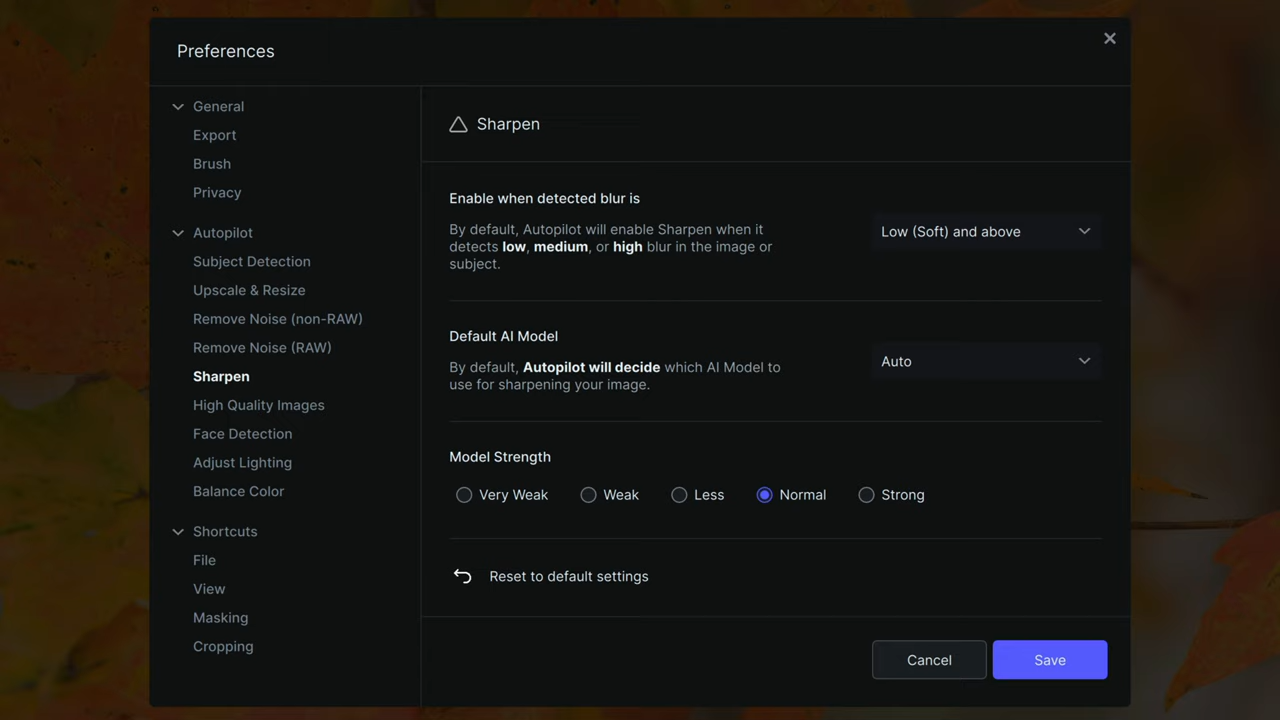 Preferences
General
Export
Brush
Privacy
Autopilot
Subject Detection
Upscale & Resize
Remove Noise (non-RAW)
Remove Noise (RAW)
Sharpen
High Quality Images
Face Detection
Adjust Lighting
Balance Color
Shortcuts
File
View
Masking
Cropping
Sharpen
Enable when detected blur is
By default, Autopilot will enable Sharpen when it
detects low, medium, or high blur in the image or
subject.
Low (Soft) and above
Default AI Model
By default, Autopilot will decide which AI Model to
use for sharpening your image.
Auto
Model Strength
Very Weak Weak Less Normal Strong
Reset to default settings
Cancel Save